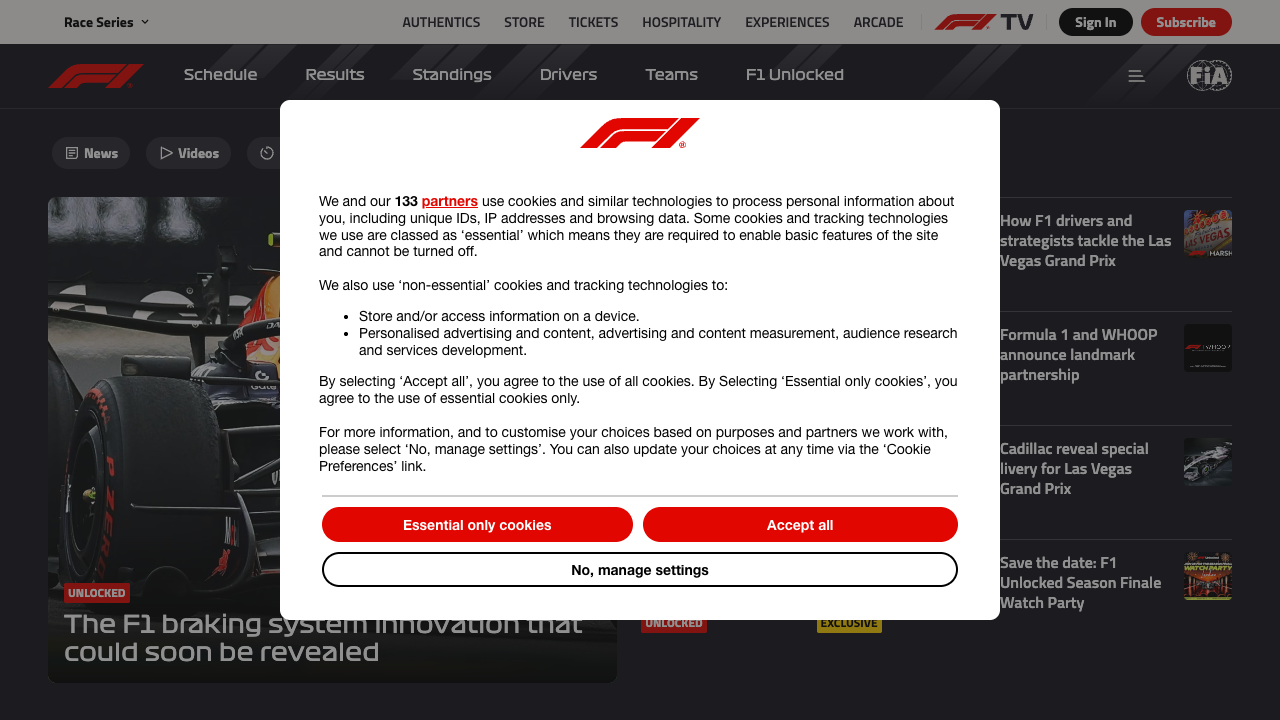 Race Series
AUTHENTICS STORE TICKETS HOSPITALITY EXPERIENCES ARCADE
F1 TV
Sign In
Subscribe
Schedule Results Standings Drivers Teams F1 Unlocked
FIA
News Videos
We and our 133 partners use cookies and similar technologies to process personal information about
you, including unique IDs, IP addresses and browsing data. Some cookies and tracking technologies
we use are classed as ‘essential’ which means they are required to enable basic features of the site
and cannot be turned off.
We also use ‘non-essential’ cookies and tracking technologies to:
• Store and/or access information on a device.
• Personalised advertising and content, advertising and content measurement, audience research
and services development.
By selecting ‘Accept all’, you agree to the use of all cookies. By Selecting ‘Essential only cookies’, you
agree to the use of essential cookies only.
For more information, and to customise your choices based on purposes and partners we work with,
please select ‘No, manage settings’. You can also update your choices at any time via the ‘Cookie
Preferences’ link.
Essential only cookies
Accept all
No, manage settings
P ZERO
UNLOCKED
The F1 braking system innovation that
could soon be revealed
UNLOCKED
EXCLUSIVE
How F1 drivers and
strategists tackle the Las
Vegas Grand Prix
LAS VEGAS
MARSH
Formula 1 and WHOOP
announce landmark
partnership
WHOOP
Cadillac reveal special
livery for Las Vegas
Grand Prix
Save the date: F1
Unlocked Season Finale
Watch Party
WATCH PARTY